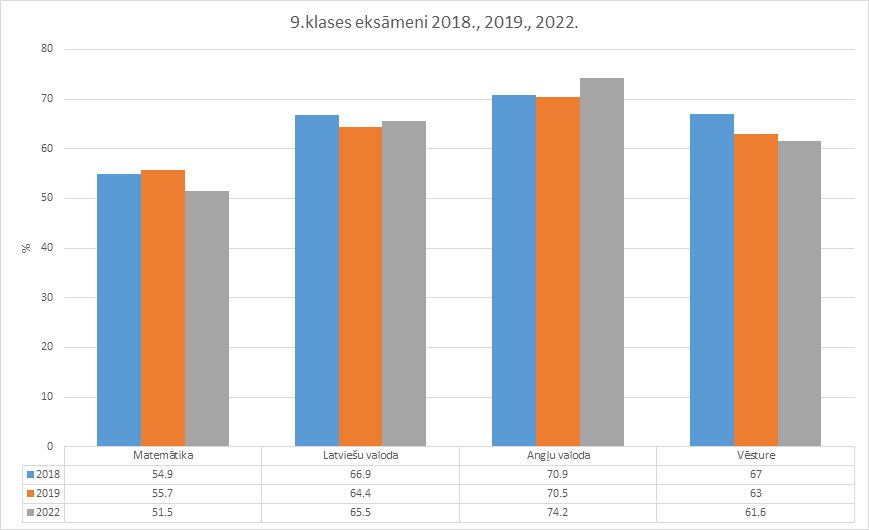 9.klases eksāmeni 2018., 2019., 2022.
80
70
60
50
40
30
20
10
0
%
Matemātika Latviešu valoda Angļu valoda Vēsture
2018 54.9 66.9 70.9 67
2019 55.7 64.4 70.5 63
2022 51.5 65.5 74.2 61.6